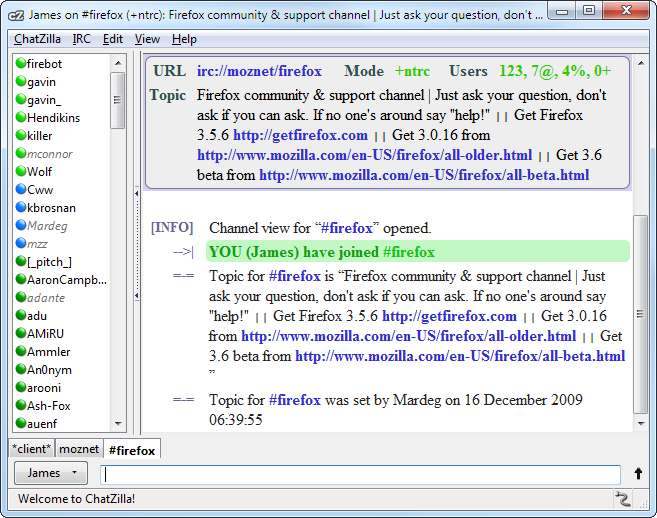 James on #firefox (+ntrc): Firefox community & support channel | Just ask your question, don't ...
ChatZilla IRC Edit View Help
firebot
gavin
gavin_
Hendikins
killer
mconnor
Wolf
Cww
kbrosnan
Mardeg
mzz
[_pitch_]
AaronCampb...
adante
adu
AMiRU
Ammler
An0nym
arooni
Ash-Fox
auenf
URL irc://moznet/firefox Mode +ntrc Users 123, 7@, 4%, 0+
Topic Firefox community & support channel | Just ask your question, don't
ask if you can ask. If no one's around say "help!" || Get Firefox
3.5.6 http://getfirefox.com || Get 3.0.16 from
http://www.mozilla.com/en-US/firefox/all-older.html || Get 3.6
beta from http://www.mozilla.com/en-US/firefox/all-beta.html
[INFO] Channel view for “#firefox” opened.
-->| YOU (James) have joined #firefox
=-= Topic for #firefox is “Firefox community & support channel | Just
ask your question, don't ask if you can ask. If no one's around say
"help!" || Get Firefox 3.5.6 http://getfirefox.com || Get 3.0.16
from http://www.mozilla.com/en-US/firefox/all-older.html || Get
3.6 beta from http://www.mozilla.com/en-US/firefox/all-beta.html
”
=-= Topic for #firefox was set by Mardeg on 16 December 2009
06:39:55
*client* moznet #firefox
James
Welcome to ChatZilla!